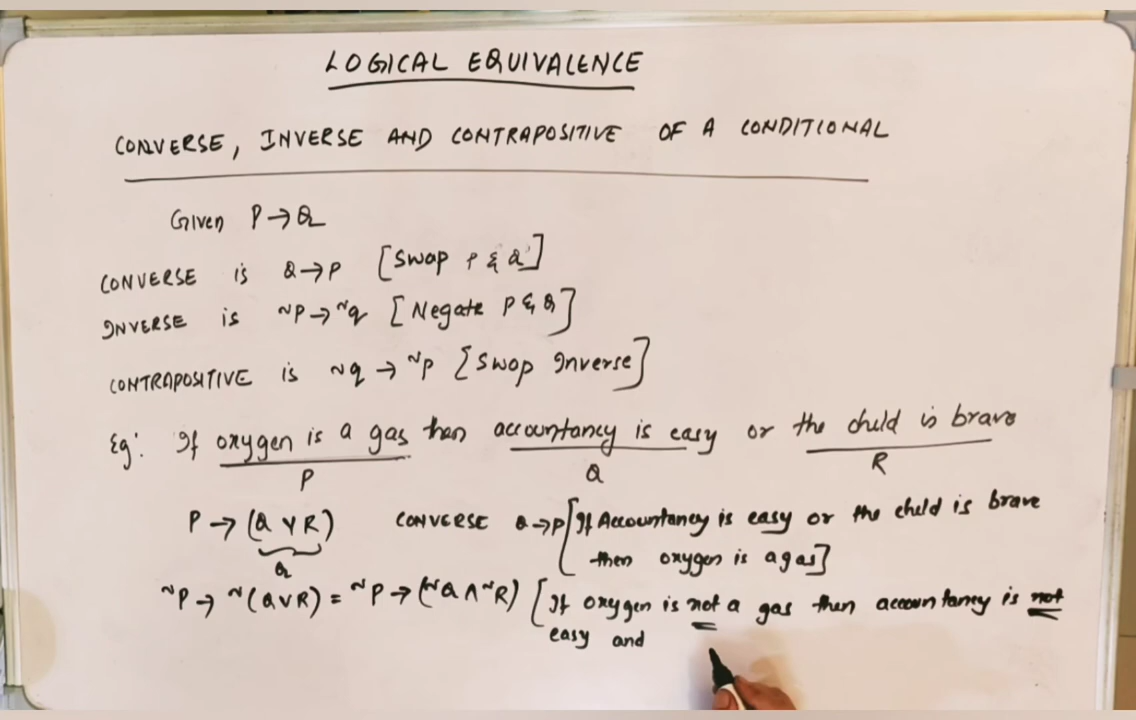 LOGICAL EQUIVALENCE
CONVERSE, INVERSE AND CONTRAPOSITIVE OF A CONDITIONAL
Given P→Q
CONVERSE is Q→P [Swap P & Q]
INVERSE is ~P→~q [Negate P & Q]
CONTRAPOSITIVE is ~q → ~p [Swap Inverse]
Eg: If oxygen is a gas then accountancy is easy or the child is brave
P Q R
P→(Q ∨ R) CONVERSE Q→P [If Accountancy is easy or the child is brave
Q then oxygen is a gas]
~P→ ~(Q∨R) = ~P→(~Q ∧ ~R) [If oxygen is not a gas then accountancy is not
easy and